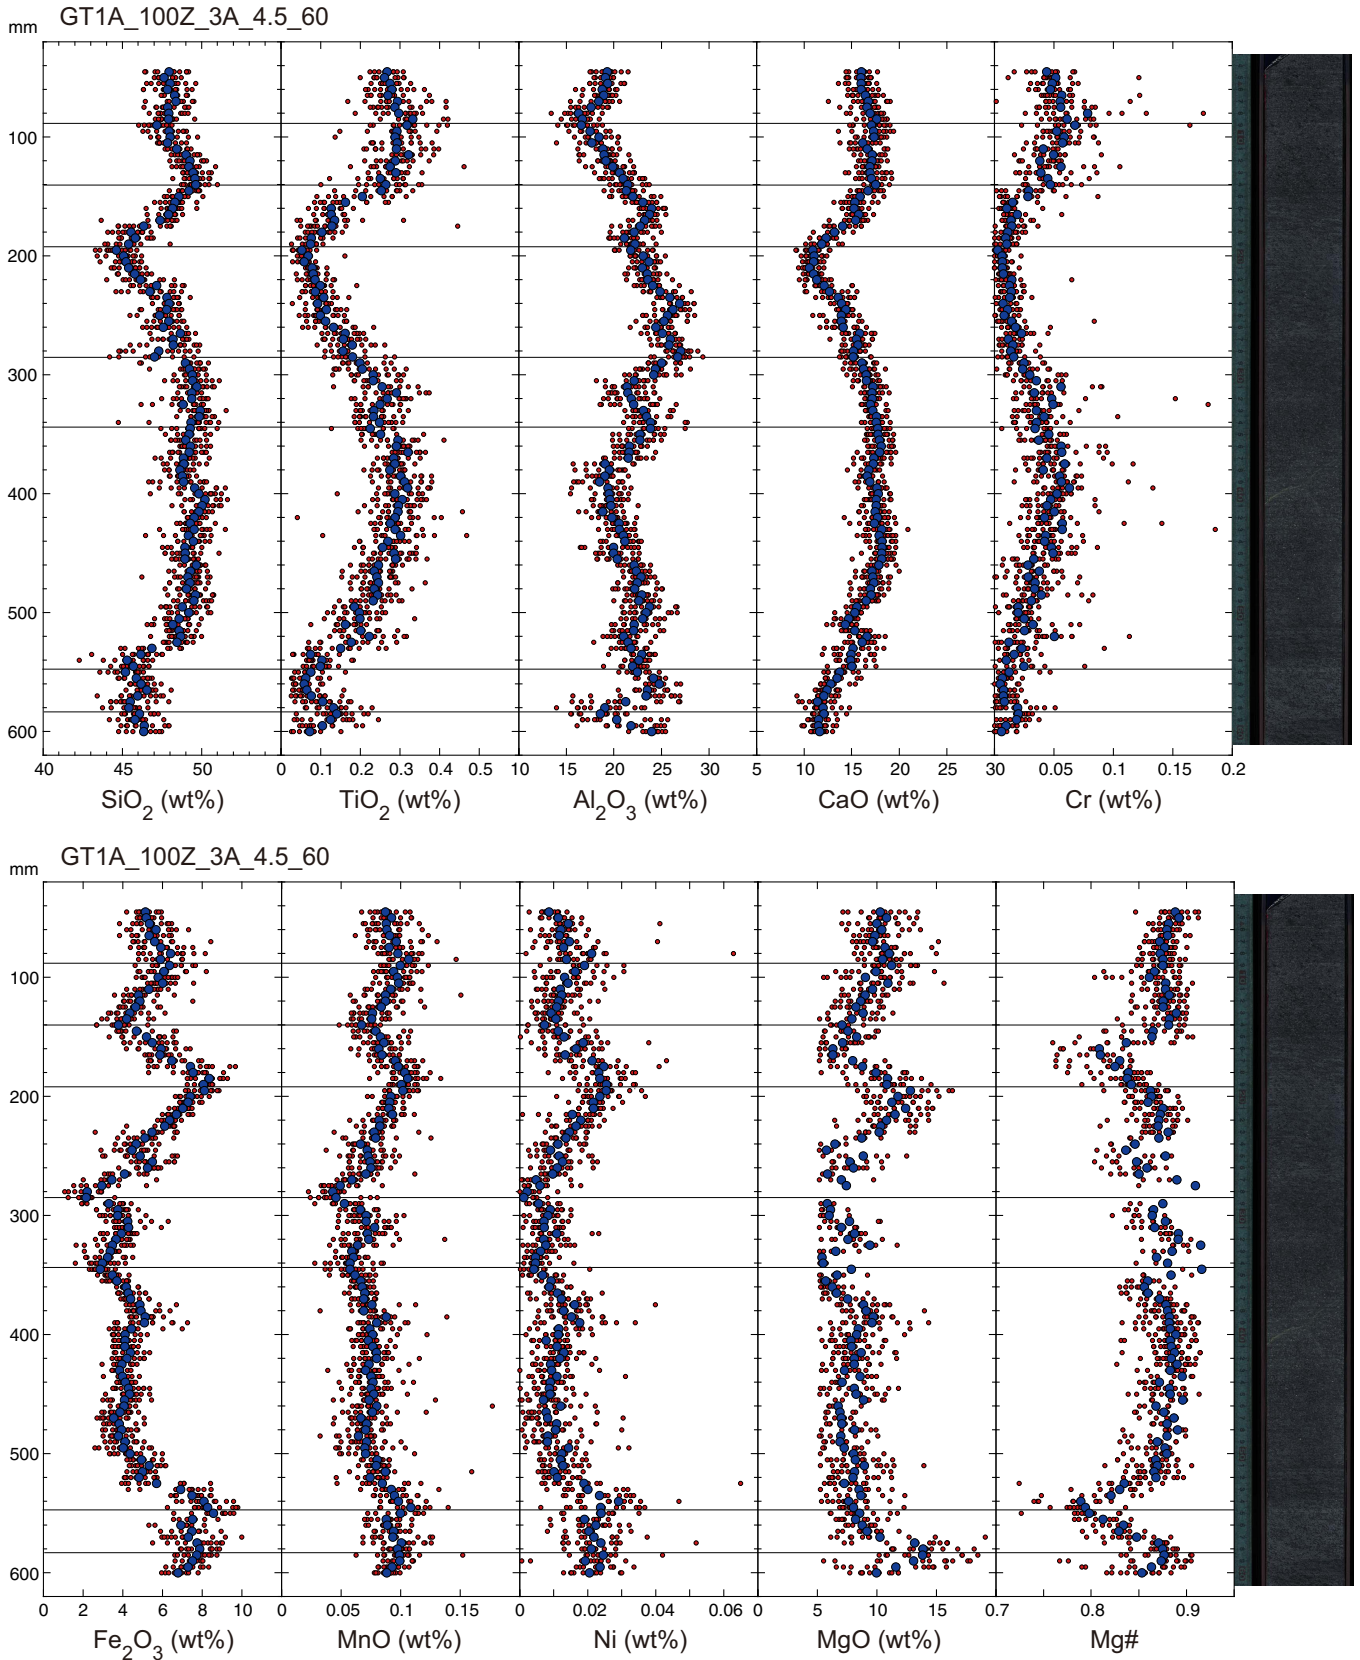 GT1A_100Z_3A_4.5_60
mm
100
200
300
400
500
600
40 45 50
0 0.1 0.2 0.3 0.4 0.5
10 15 20 25 30
5 10 15 20 25
30 0.05 0.1 0.15 0.2
SiO2 (wt%) TiO2 (wt%) Al2O3 (wt%) CaO (wt%) Cr (wt%)
GT1A_100Z_3A_4.5_60
mm
100
200
300
400
500
600
0 2 4 6 8 10
0 0.05 0.1 0.15
0 0.02 0.04 0.06
0 5 10 15
0.7 0.8 0.9
Fe2O3 (wt%) MnO (wt%) Ni (wt%) MgO (wt%) Mg#